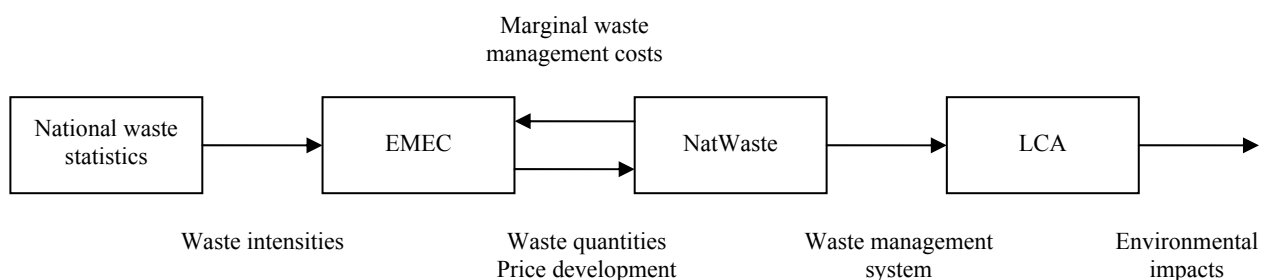 Marginal waste
management costs
National waste
statistics
EMEC
NatWaste
LCA
Waste intensities
Waste quantities
Price development
Waste management
system
Environmental
impacts